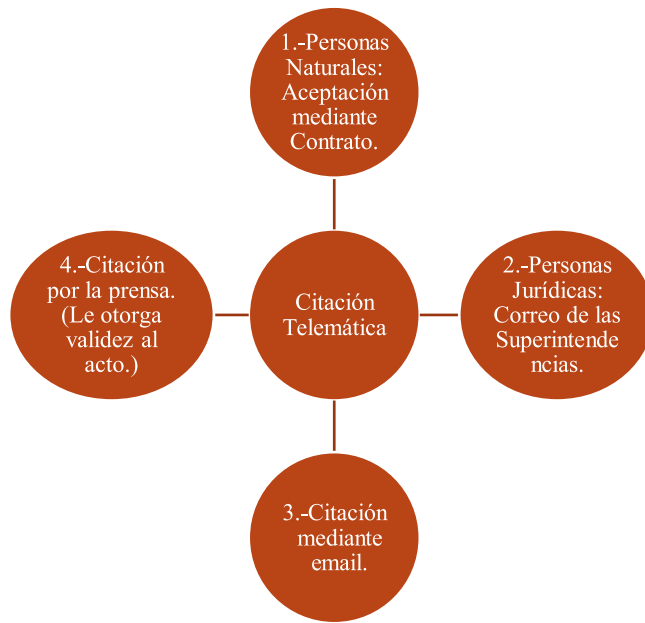 1.-Personas
Naturales:
Aceptación
mediante
Contrato.
4.-Citación
por la prensa.
(Le otorga
validez al
acto.)
Citación
Telemática
2.-Personas
Jurídicas:
Correo de las
Superintende
ncias.
3.-Citación
mediante
email.